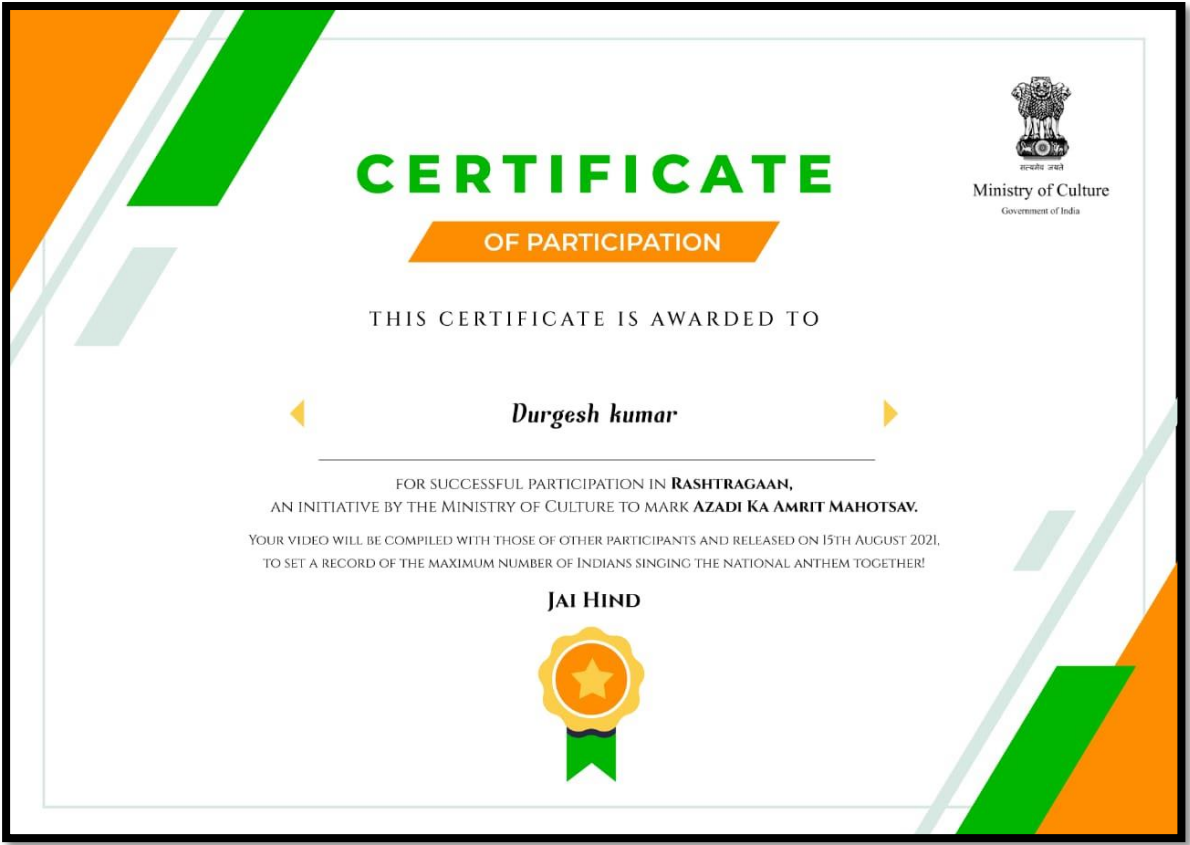 CERTIFICATE
OF PARTICIPATION
सत्यमेव जयते
Ministry of Culture
Government of India
THIS CERTIFICATE IS AWARDED TO
Durgesh kumar
FOR SUCCESSFUL PARTICIPATION IN RASHTRAGAAN,
AN INITIATIVE BY THE MINISTRY OF CULTURE TO MARK AZADI KA AMRIT MAHOTSAV.
YOUR VIDEO WILL BE COMPILED WITH THOSE OF OTHER PARTICIPANTS AND RELEASED ON 15TH AUGUST 2021,
TO SET A RECORD OF THE MAXIMUM NUMBER OF INDIANS SINGING THE NATIONAL ANTHEM TOGETHER!
JAI HIND